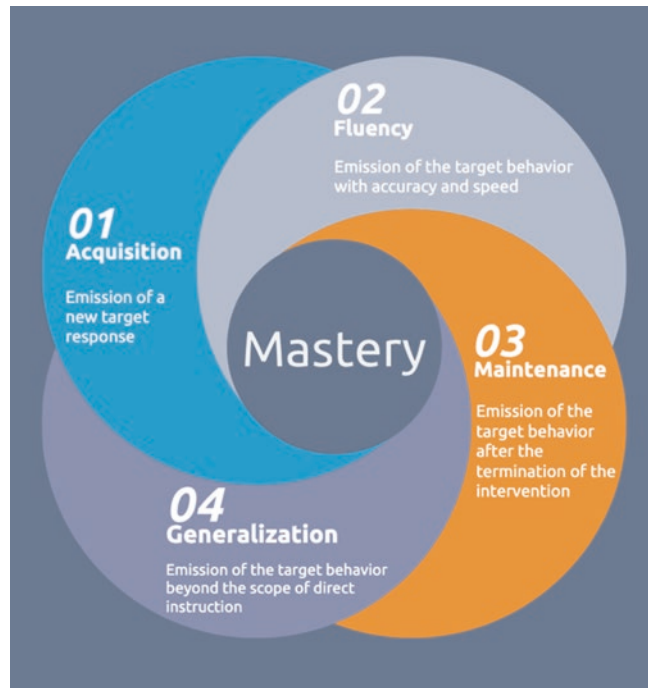 01
Acquisition
Emission of a
new target
response
02
Fluency
Emission of the target behavior
with accuracy and speed
Mastery
03
Maintenance
Emission of the
target behavior
after the
termination of the
intervention
04
Generalization
Emission of the target behavior
beyond the scope of direct
instruction